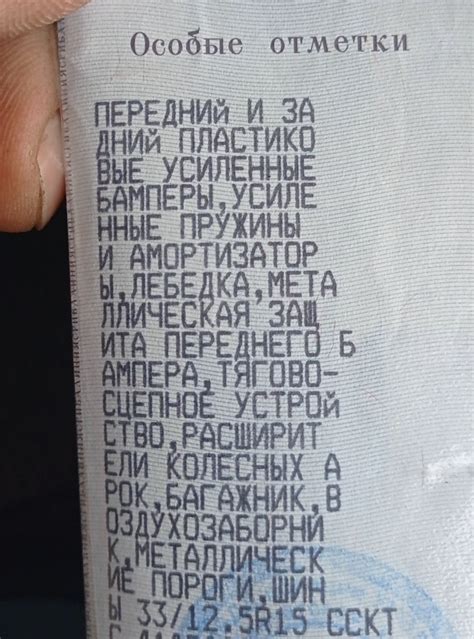 Особые отметки
ПЕРЕДНИЙ И ЗА
ДНИЙ ПЛАСТИКО
ВЫЕ УСИЛЕННЫЕ
БАМПЕРЫ,УСИЛЕ
ННЫЕ ПРУЖИНЫ
И АМОРТИЗАТОР
Ы,ЛЕБЕДКА,МЕТА
ЛЛИЧЕСКАЯ ЗАЩ
ИТА ПЕРЕДНЕГО Б
АМПЕРА,ТЯГОВО-
СЦЕПНОЕ УСТРОЙ
СТВО,РАСШИРИТ
ЕЛИ КОЛЕСНЫХ А
РОК,БАГАЖНИК,В
ОЗДУХОЗАБОРНИ
К,МЕТАЛЛИЧЕСК
ИЕ ПОРОГИ,ШИН
Ы 33/12.5R15 ССКТ